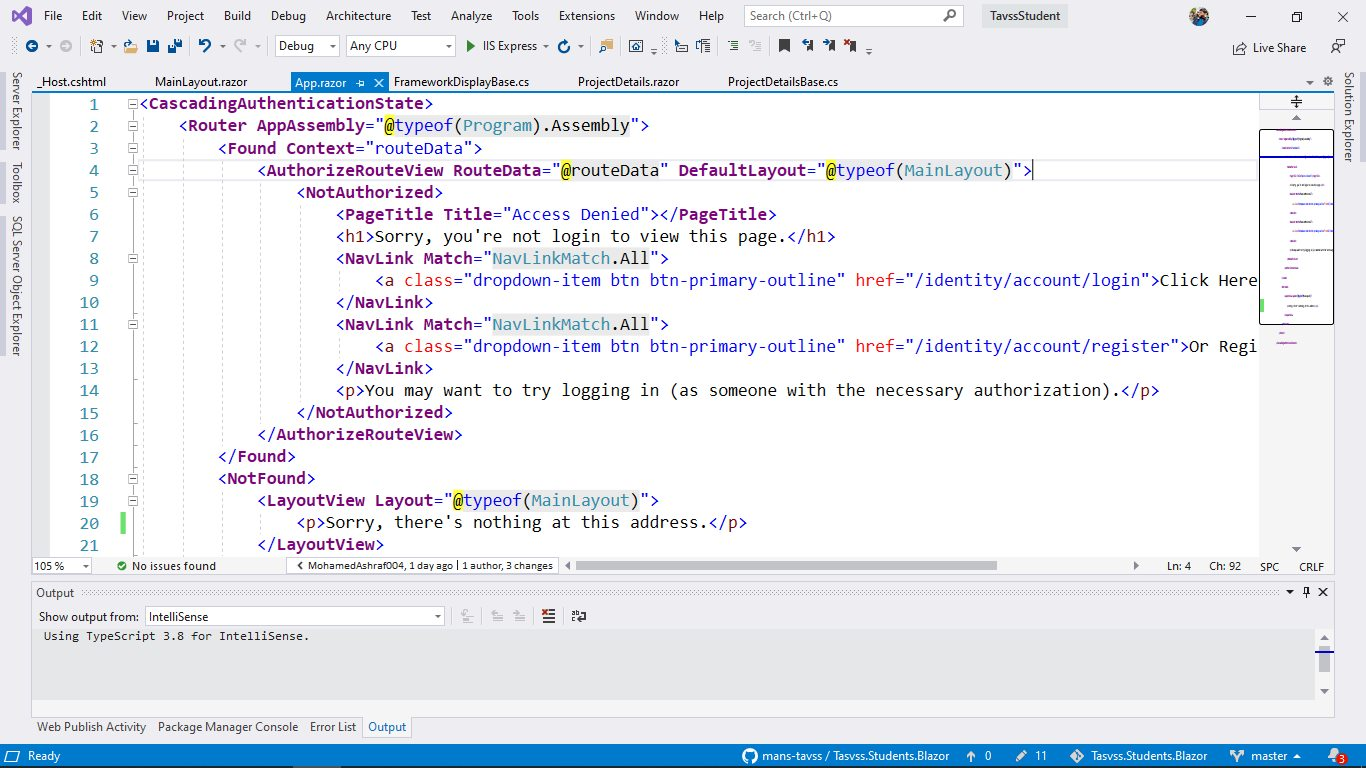 File Edit View Project Build Debug Architecture Test Analyze Tools Extensions Window Help Search (Ctrl+Q) TavssStudent
Debug Any CPU IIS Express Live Share
_Host.cshtml MainLayout.razor App.razor FrameworkDisplayBase.cs ProjectDetails.razor ProjectDetailsBase.cs
Server Explorer
Toolbox
SQL Server Object Explorer
Solution Explorer
1 <CascadingAuthenticationState>
2 <Router AppAssembly="@typeof(Program).Assembly">
3 <Found Context="routeData">
4 <AuthorizeRouteView RouteData="@routeData" DefaultLayout="@typeof(MainLayout)">
5 <NotAuthorized>
6 <PageTitle Title="Access Denied"></PageTitle>
7 <h1>Sorry, you're not login to view this page.</h1>
8 <NavLink Match="NavLinkMatch.All">
9 <a class="dropdown-item btn btn-primary-outline" href="/identity/account/login">Click Here
10 </NavLink>
11 <NavLink Match="NavLinkMatch.All">
12 <a class="dropdown-item btn btn-primary-outline" href="/identity/account/register">Or Regi
13 </NavLink>
14 <p>You may want to try logging in (as someone with the necessary authorization).</p>
15 </NotAuthorized>
16 </AuthorizeRouteView>
17 </Found>
18 <NotFound>
19 <LayoutView Layout="@typeof(MainLayout)">
20 <p>Sorry, there's nothing at this address.</p>
21 </LayoutView>
105 % No issues found MohamedAshraf004, 1 day ago | 1 author, 3 changes Ln: 4 Ch: 92 SPC CRLF
Output
Show output from: IntelliSense
Using TypeScript 3.8 for IntelliSense.
Web Publish Activity Package Manager Console Error List Output
Ready mans-tavss / Tasvss.Students.Blazor 0 11 Tasvss.Students.Blazor master 3